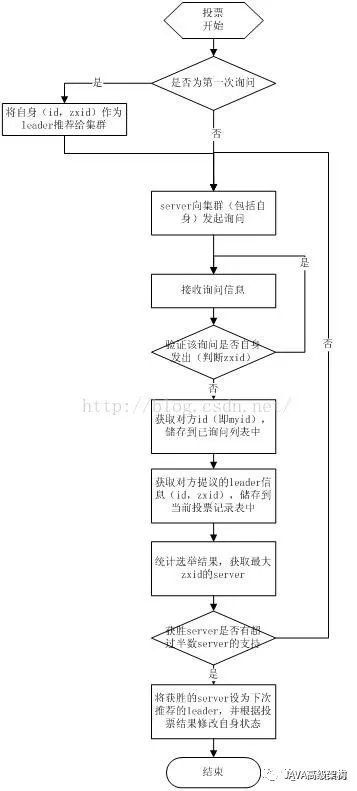 投票
开始
是
是否为第一次询问
将自身（id，zxid）作为
leader推荐给集群
否
server向集群（包括自
身）发起询问
是
接收询问信息
否
验证该询问是否自身
发出（判断zxid）
否
http://blog.csdn.net/
获取对方id（即myid），
储存到已询问列表中
获取对方提议的leader信
息（id，zxid），储存到
当前投票记录表中
统计选举结果，获取最大
zxid的server
获胜server是否有超
过半数server的支持
是
将获胜的server设为下次
推荐的leader，并根据投
票结果修改自身状态
结束
JAVA高级架构